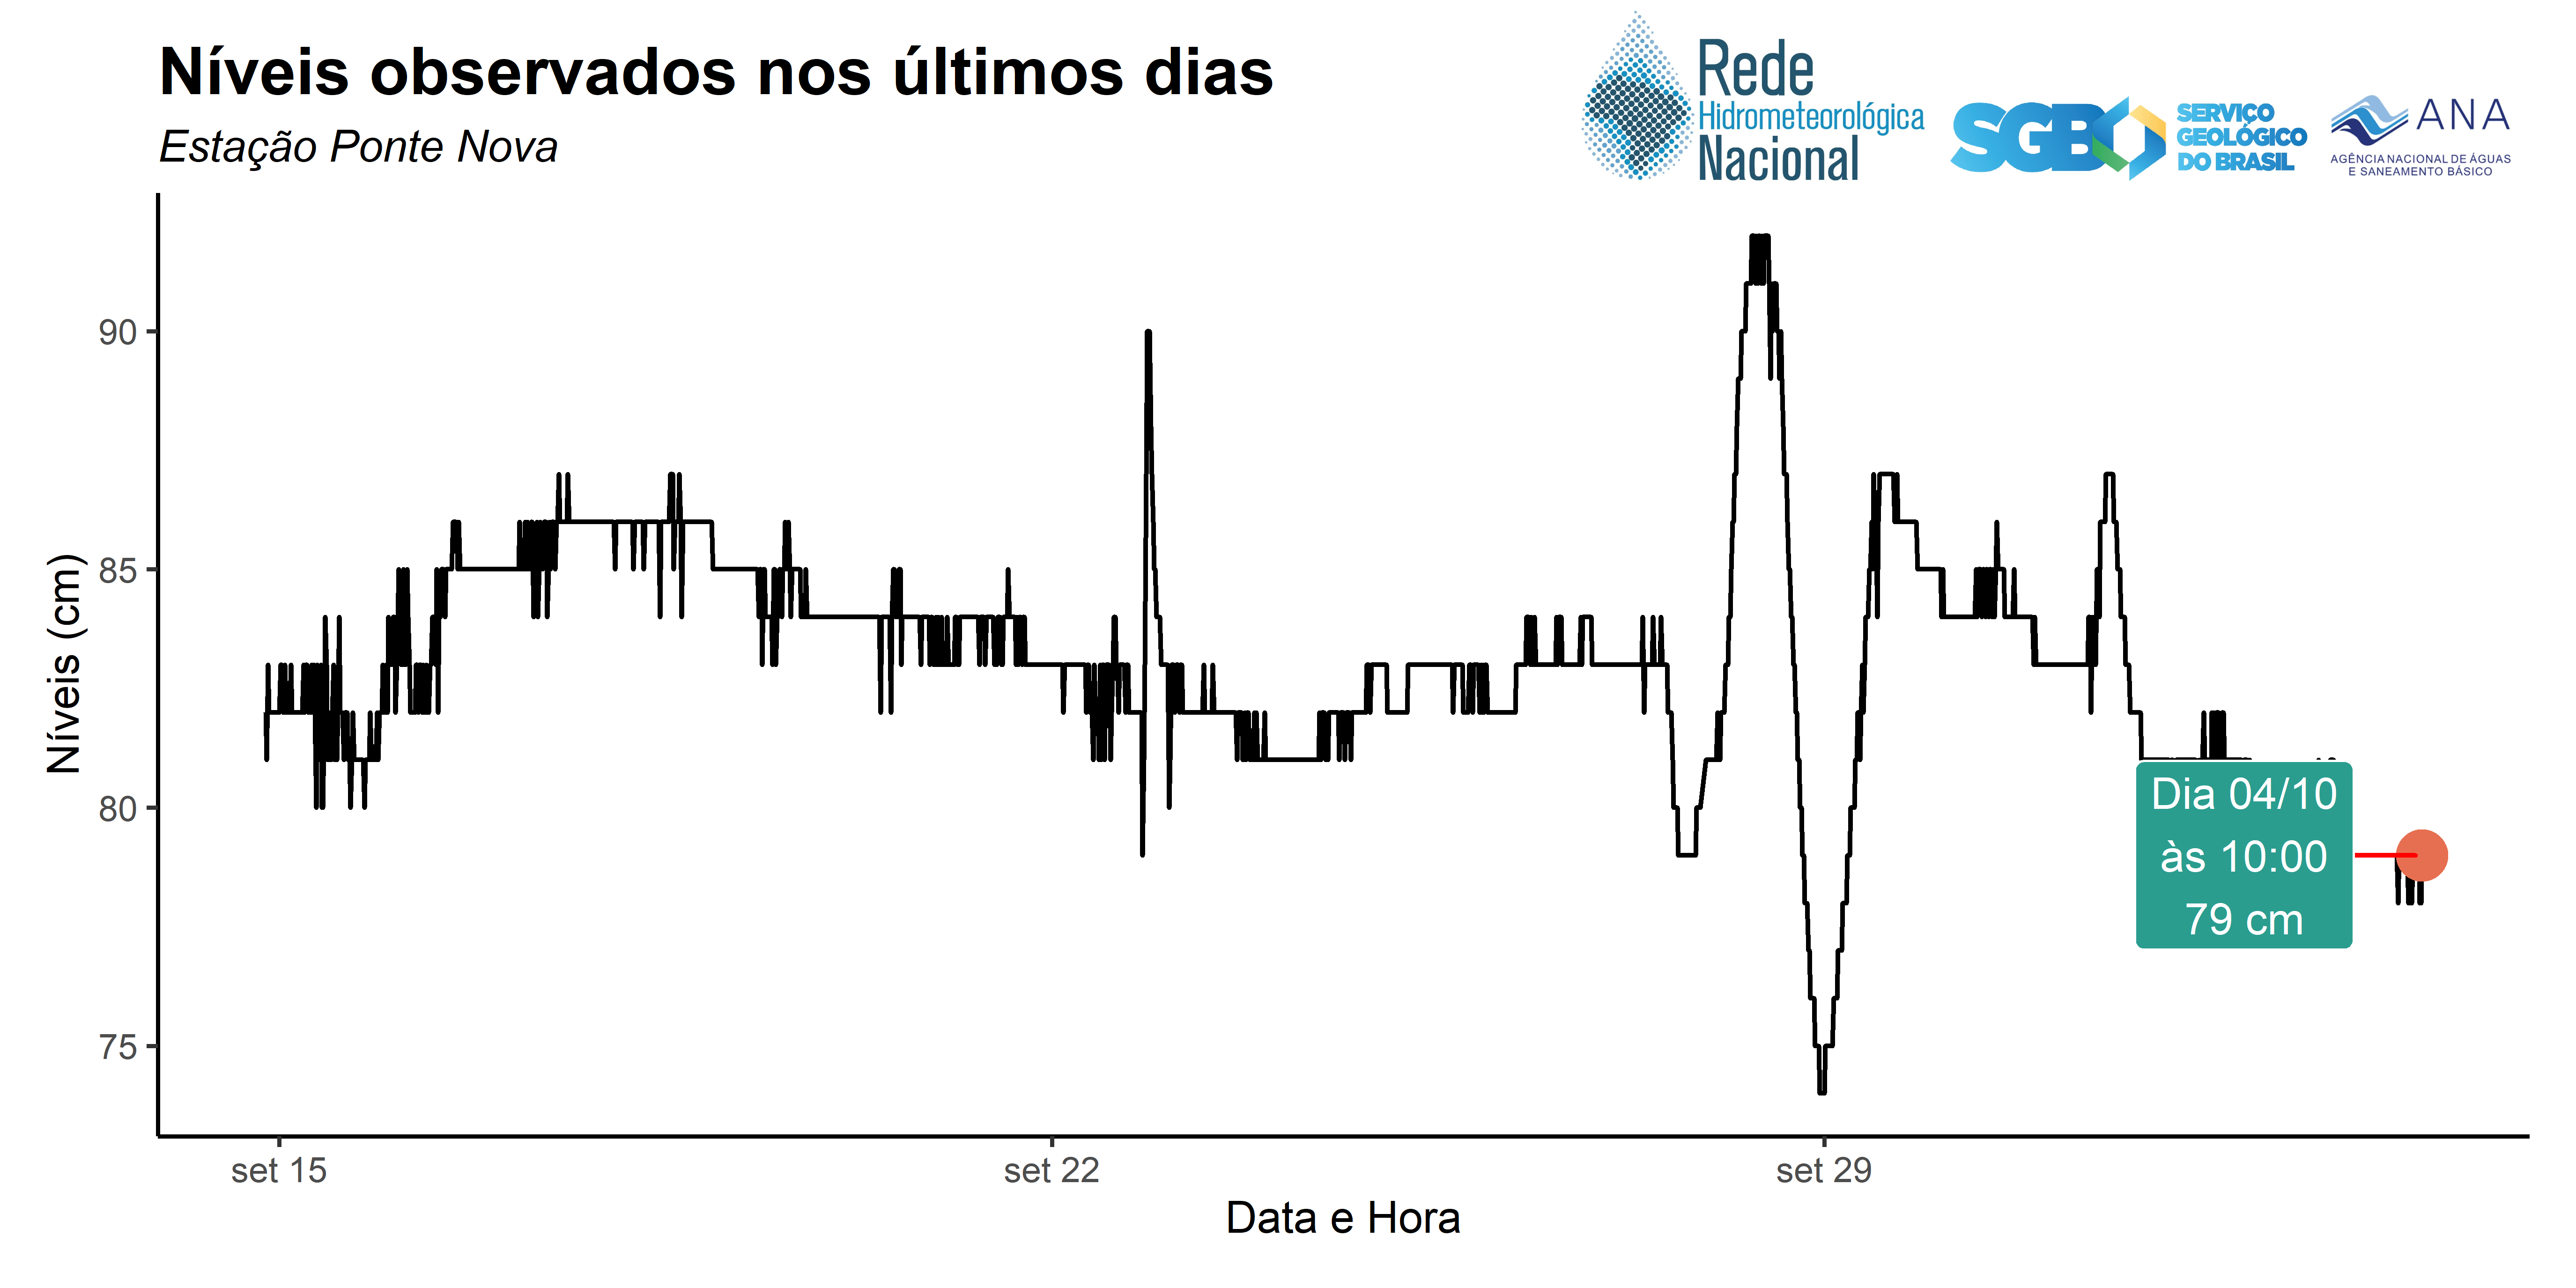 Níveis observados nos últimos dias
Estação Ponte Nova
Rede
Hidrometeorológica
Nacional
SGB
SERVIÇO
GEOLÓGICO
DO BRASIL
ANA
AGÊNCIA NACIONAL DE ÁGUAS
E SANEAMENTO BÁSICO
Níveis (cm)
90
85
80
75
Dia 04/10
às 10:00
79 cm
set 15
set 22
set 29
Data e Hora